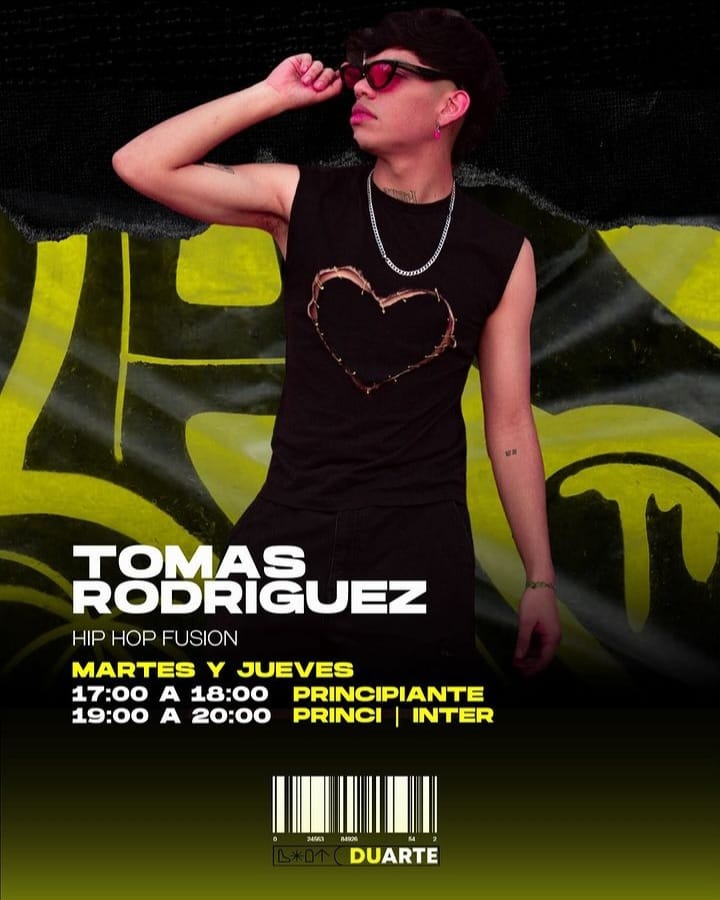 TOMAS
RODRIGUEZ
HIP HOP FUSION
MARTES Y JUEVES
17:00 A 18:00 PRINCIPIANTE
19:00 A 20:00 PRINCI | INTER
0 24563 84926 54 2
DUARTE